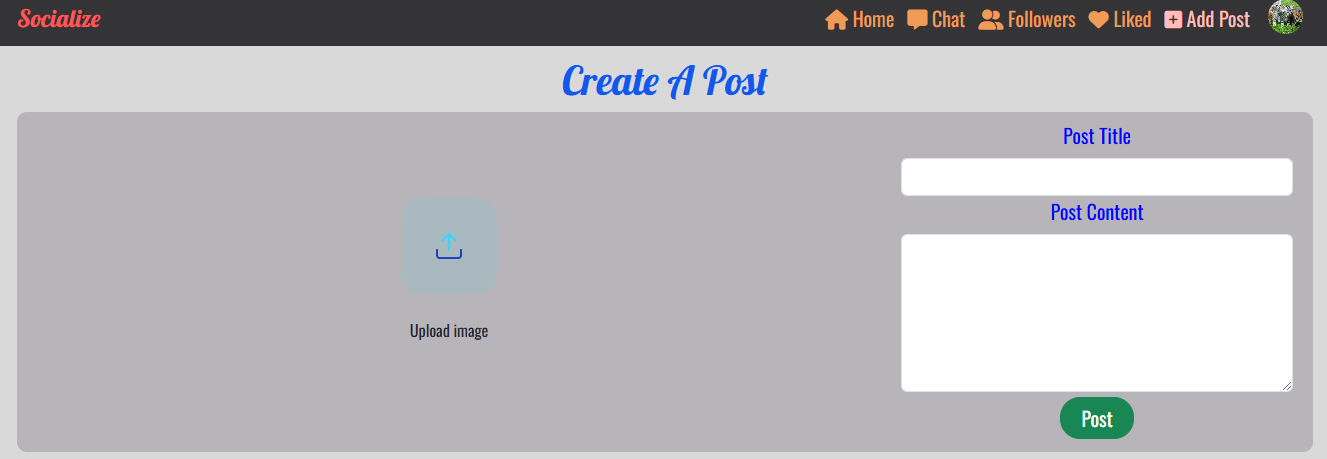 Socialize
Home Chat Followers Liked Add Post
Create A Post
Post Title
Post Content
Upload image
Post